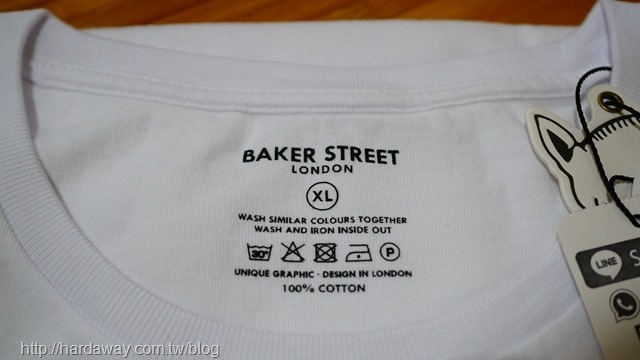 BAKER STREET
LONDON
XL
WASH SIMILAR COLOURS TOGETHER
WASH AND IRON INSIDE OUT
30°
P
UNIQUE GRAPHIC · DESIGN IN LONDON
100% COTTON
LINE
http://hardaway.com.tw/blog